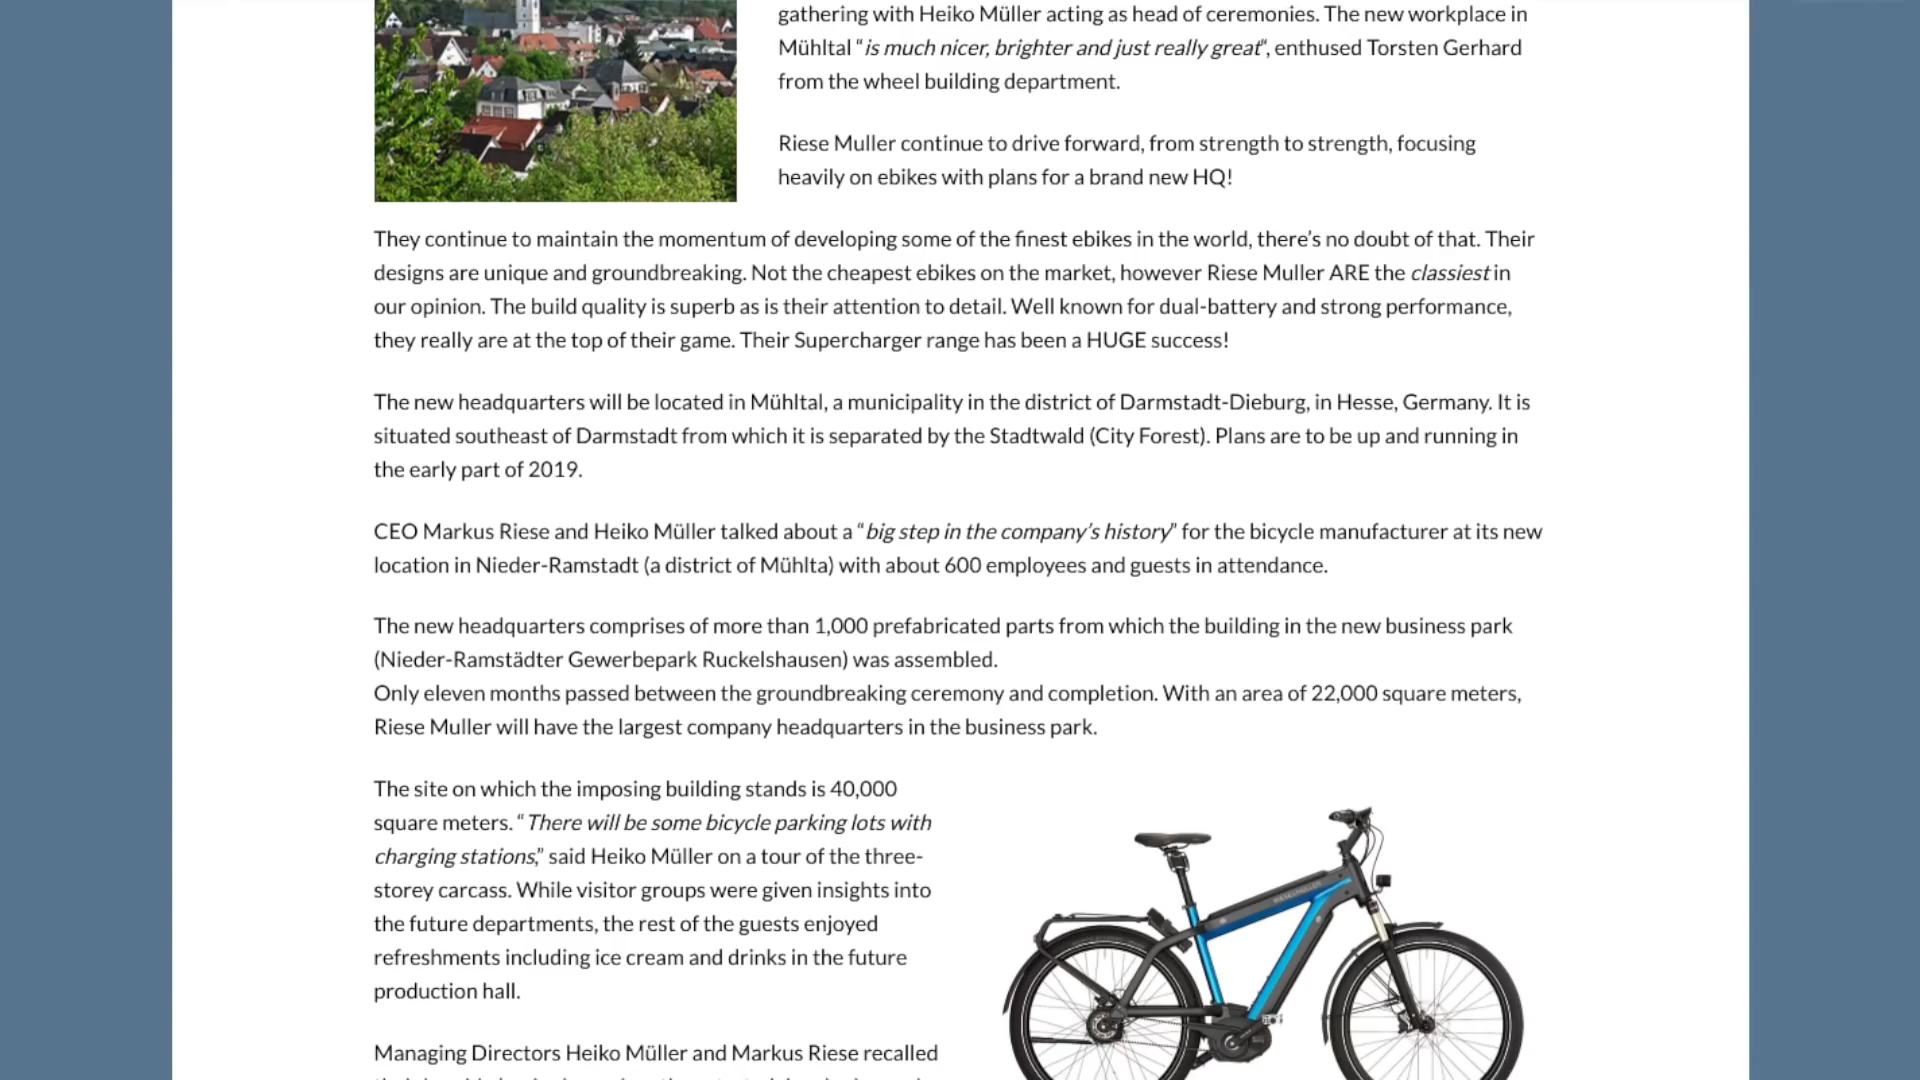 gathering with Heiko Müller acting as head of ceremonies. The new workplace in
Mühltal “is much nicer, brighter and just really great“, enthused Torsten Gerhard
from the wheel building department.
Riese Muller continue to drive forward, from strength to strength, focusing
heavily on ebikes with plans for a brand new HQ!
They continue to maintain the momentum of developing some of the finest ebikes in the world, there’s no doubt of that. Their
designs are unique and groundbreaking. Not the cheapest ebikes on the market, however Riese Muller ARE the classiest in
our opinion. The build quality is superb as is their attention to detail. Well known for dual-battery and strong performance,
they really are at the top of their game. Their Supercharger range has been a HUGE success!
The new headquarters will be located in Mühltal, a municipality in the district of Darmstadt-Dieburg, in Hesse, Germany. It is
situated southeast of Darmstadt from which it is separated by the Stadtwald (City Forest). Plans are to be up and running in
the early part of 2019.
CEO Markus Riese and Heiko Müller talked about a “big step in the company’s history” for the bicycle manufacturer at its new
location in Nieder-Ramstadt (a district of Mühlta) with about 600 employees and guests in attendance.
The new headquarters comprises of more than 1,000 prefabricated parts from which the building in the new business park
(Nieder-Ramstädter Gewerbepark Ruckelshausen) was assembled.
Only eleven months passed between the groundbreaking ceremony and completion. With an area of 22,000 square meters,
Riese Muller will have the largest company headquarters in the business park.
The site on which the imposing building stands is 40,000
square meters. “There will be some bicycle parking lots with
charging stations,” said Heiko Müller on a tour of the three-
storey carcass. While visitor groups were given insights into
the future departments, the rest of the guests enjoyed
refreshments including ice cream and drinks in the future
production hall.
Managing Directors Heiko Müller and Markus Riese recalled